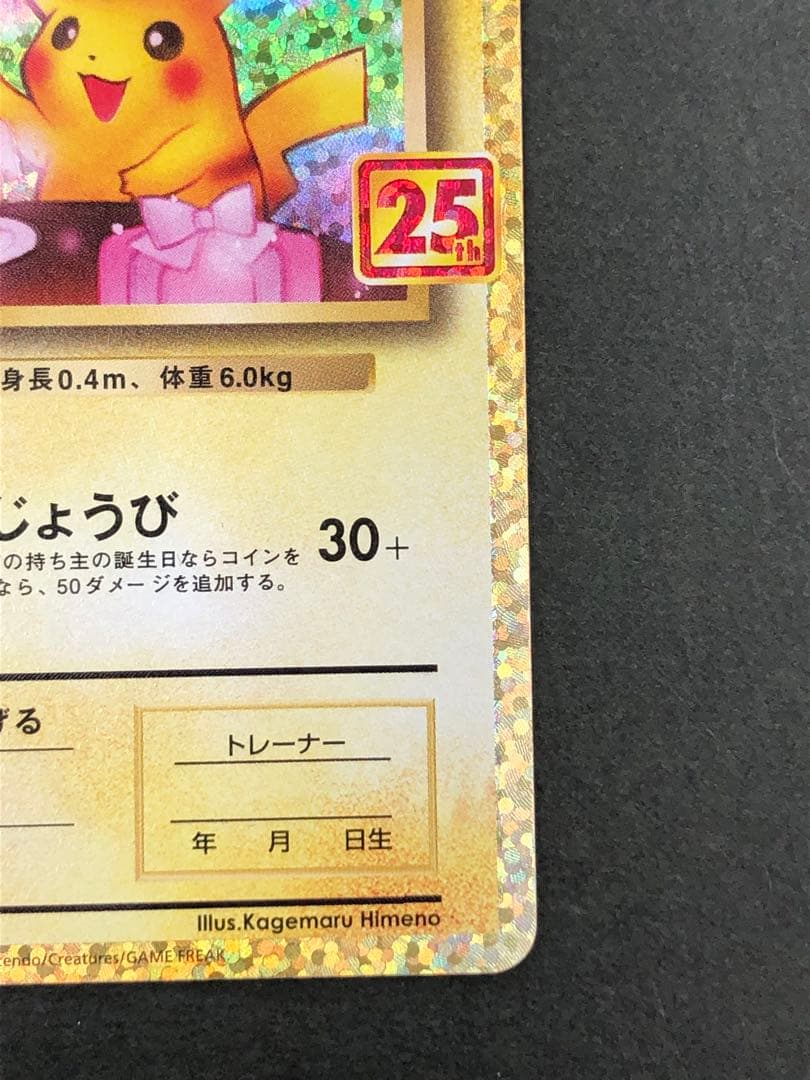 25th
身長0.4m、体重6.0kg
じょうび
30+
の持ち主の誕生日ならコインを
なら、50ダメージを追加する。
げる
トレーナー
年 月 日生
Illus.Kagemaru Himeno
tendo/Creatures/GAME FREAK.